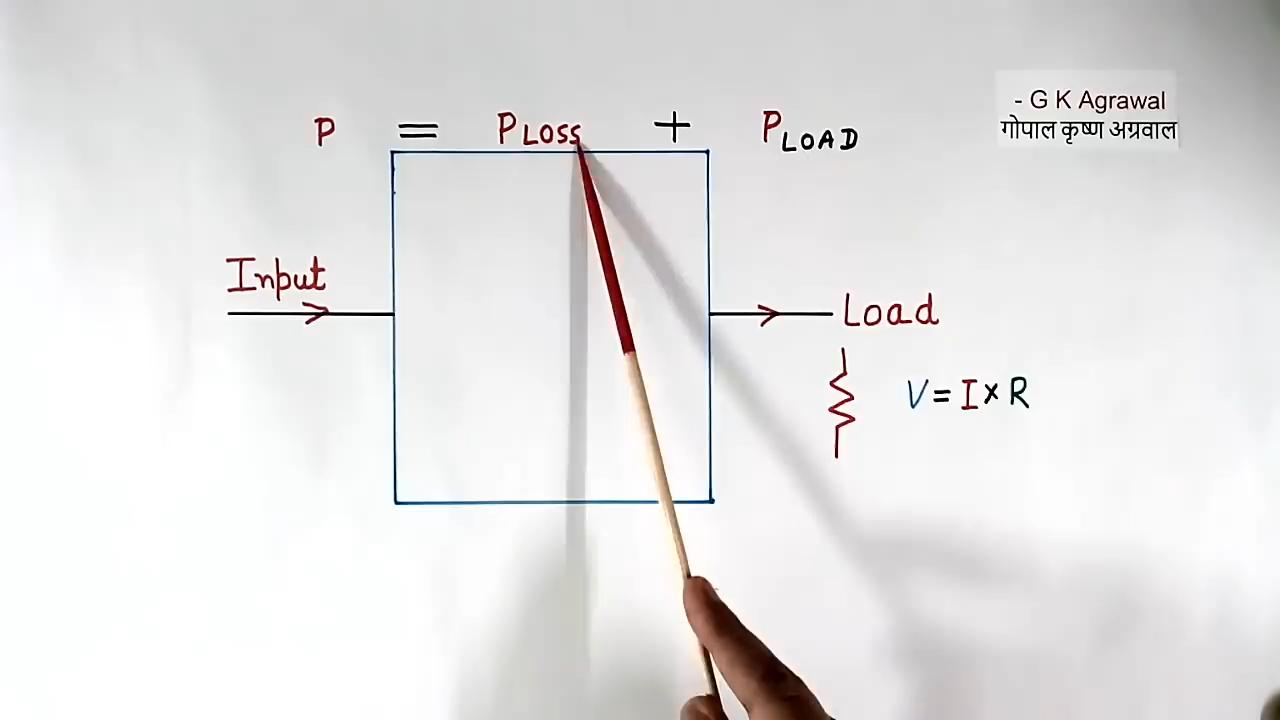 - G K Agrawal
गोपाल कृष्ण अग्रवाल
P = PLOSS + PLOAD
Input
Load
V = I × R